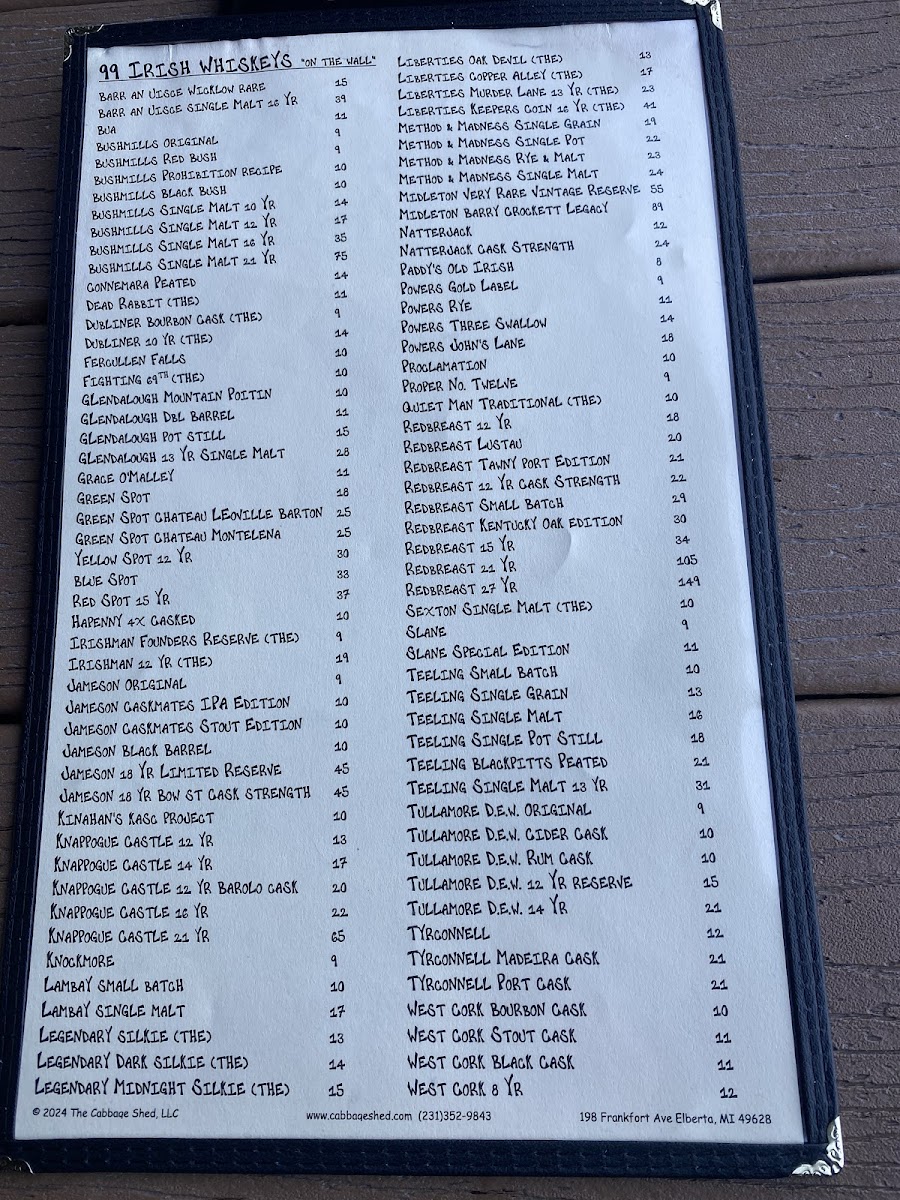 99 Irish Whiskeys "on the wall"
Barr an Uisce Wicklow Rare 15
Barr an Uisce Single Malt 16 Yr 39
Bua 11
Bushmills Original 9
Bushmills Red Bush 9
Bushmills Prohibition Recipe 10
Bushmills Black Bush 10
Bushmills Single Malt 10 Yr 14
Bushmills Single Malt 12 Yr 17
Bushmills Single Malt 16 Yr 35
Bushmills Single Malt 21 Yr 75
Connemara Peated 14
Dead Rabbit (The) 11
Dubliner Bourbon Cask (The) 9
Dubliner 10 Yr (The) 14
Fercullen Falls 10
Fighting 69th (The) 10
Glendalough Mountain Poitin 10
Glendalough Dbl Barrel 11
Glendalough Pot Still 15
Glendalough 13 Yr Single Malt 28
Grace O'Malley 11
Green Spot 18
Green Spot Chateau Leoville Barton 25
Green Spot Chateau Montelena 25
Yellow Spot 12 Yr 30
Blue Spot 33
Red Spot 15 Yr 37
Hapenny 4x Casked 10
Irishman Founders Reserve (The) 9
Irishman 12 Yr (The) 19
Jameson Original 9
Jameson Caskmates IPA Edition 10
Jameson Caskmates Stout Edition 10
Jameson Black Barrel 10
Jameson 18 Yr Limited Reserve 45
Jameson 18 Yr Bow St Cask Strength 45
Kinahan's Kasc Project 10
Knappogue Castle 12 Yr 13
Knappogue Castle 14 Yr 17
Knappogue Castle 12 Yr Barolo Cask 20
Knappogue Castle 16 Yr 22
Knappogue Castle 21 Yr 65
Knockmore 9
Lambay Small Batch 10
Lambay Single Malt 17
Legendary Silkie (The) 13
Legendary Dark Silkie (The) 14
Legendary Midnight Silkie (The) 15
Liberties Oak Devil (The) 13
Liberties Copper Alley (The) 17
Liberties Murder Lane 13 Yr (The) 23
Liberties Keepers Coin 16 Yr (The) 41
Method & Madness Single Grain 19
Method & Madness Single Pot 22
Method & Madness Rye & Malt 23
Method & Madness Single Malt 24
Midleton Very Rare Vintage Reserve 55
Midleton Barry Crockett Legacy 89
Natterjack 12
Natterjack Cask Strength 24
Paddy's Old Irish 8
Powers Gold Label 9
Powers Rye 11
Powers Three Swallow 14
Powers John's Lane 18
Proclamation 10
Proper No. Twelve 9
Quiet Man Traditional (The) 10
Redbreast 12 Yr 18
Redbreast Lustau 20
Redbreast Tawny Port Edition 21
Redbreast 12 Yr Cask Strength 22
Redbreast Small Batch 29
Redbreast Kentucky Oak Edition 30
Redbreast 15 Yr 34
Redbreast 21 Yr 105
Redbreast 27 Yr 149
Sexton Single Malt (The) 10
Slane 9
Slane Special Edition 11
Teeling Small Batch 10
Teeling Single Grain 13
Teeling Single Malt 16
Teeling Single Pot Still 18
Teeling Blackpitts Peated 21
Teeling Single Malt 13 Yr 31
Tullamore D.E.W. Original 9
Tullamore D.E.W. Cider Cask 10
Tullamore D.E.W. Rum Cask 10
Tullamore D.E.W. 12 Yr Reserve 15
Tullamore D.E.W. 14 Yr 21
Tyrconnell 12
Tyrconnell Madeira Cask 21
Tyrconnell Port Cask 21
West Cork Bourbon Cask 10
West Cork Stout Cask 11
West Cork Black Cask 11
West Cork 8 Yr 12
© 2024 The Cabbage Shed, LLC www.cabbageshed.com (231)352-9843 198 Frankfort Ave Elberta, MI 49628